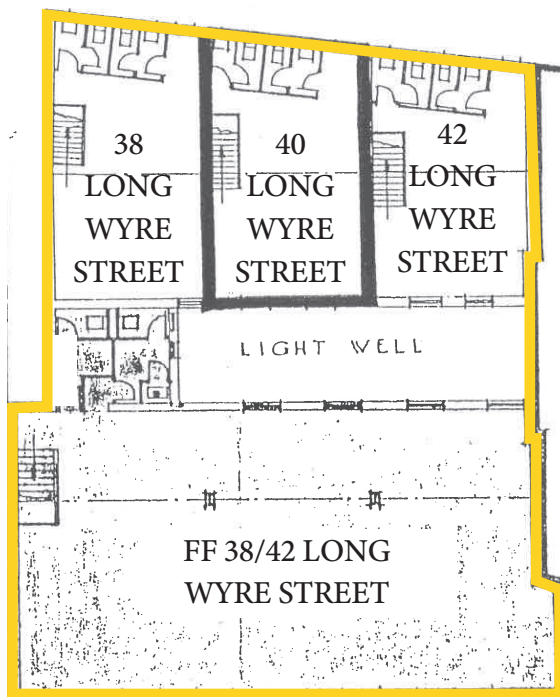 38
LONG
WYRE
STREET
40
LONG
WYRE
STREET
42
LONG
WYRE
STREET
LIGHT WELL
FF 38/42 LONG
WYRE STREET